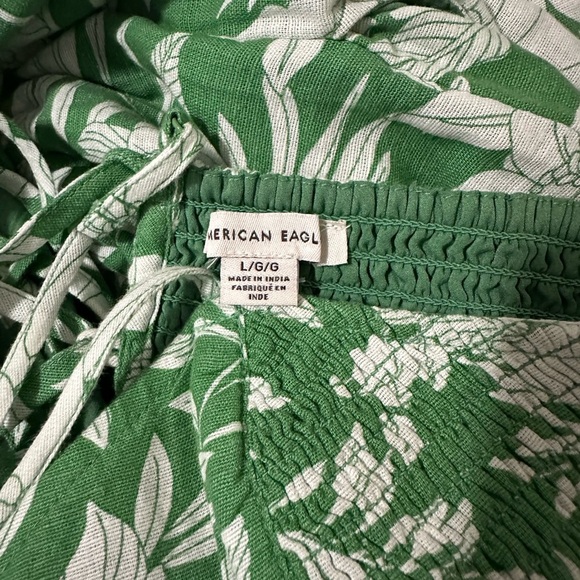 MERICAN EAGL
L/G/G
MADE IN INDIA
FABRIQUÉ EN
INDE